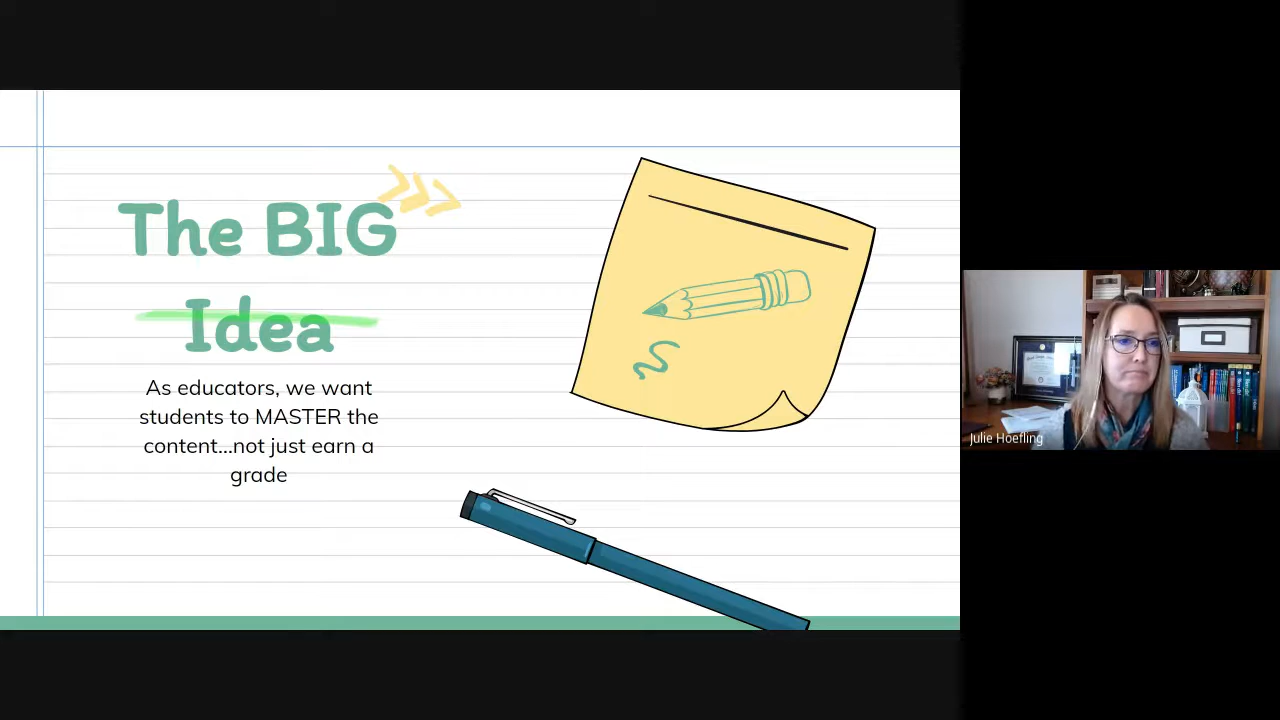 The BIG
Idea
As educators, we want
students to MASTER the
content...not just earn a
grade
Julie Hoefling